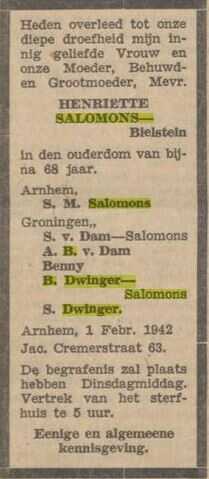 Heden overleed tot onze
diepe droefheid mijn in-
nig geliefde Vrouw en
onze Moeder, Behuwd-
en Grootmoeder, Mevr.
HENRIETTE
SALOMONS—
Bielstein
in den ouderdom van bij-
na 68 jaar.
Arnhem,
S. M. Salomons
Groningen,,
S. v. Dam—Salomons
A. B. v. Dam
Benny
B. Dwinger—
Salomons
S. Dwinger.
Arnhem, 1 Febr. 1942
Jac. Cremerstraat 63.
De begrafenis zal plaats
hebben Dinsdagmiddag.
Vertrek van het sterf-
huis te 5 uur.
Eenige en algemeene
kennisgeving.